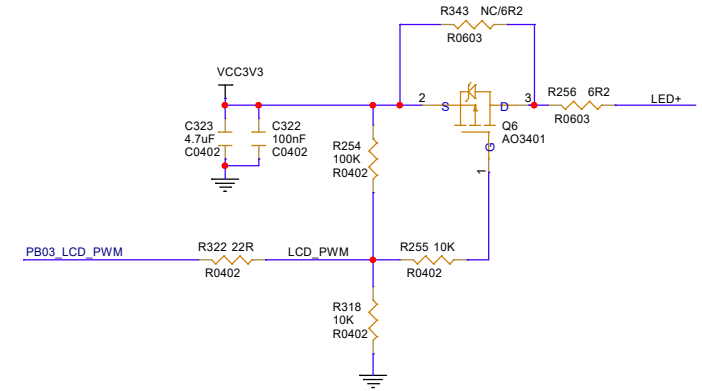 R343 NC/6R2
R0603
VCC3V3
2
S
D
3
R256 6R2
R0603
LED+
Q6
AO3401
G
1
C323
4.7uF
C0402
C322
100nF
C0402
R254
100K
R0402
PB03_LCD_PWM
R322 22R
R0402
LCD_PWM
R255 10K
R0402
R318
10K
R0402